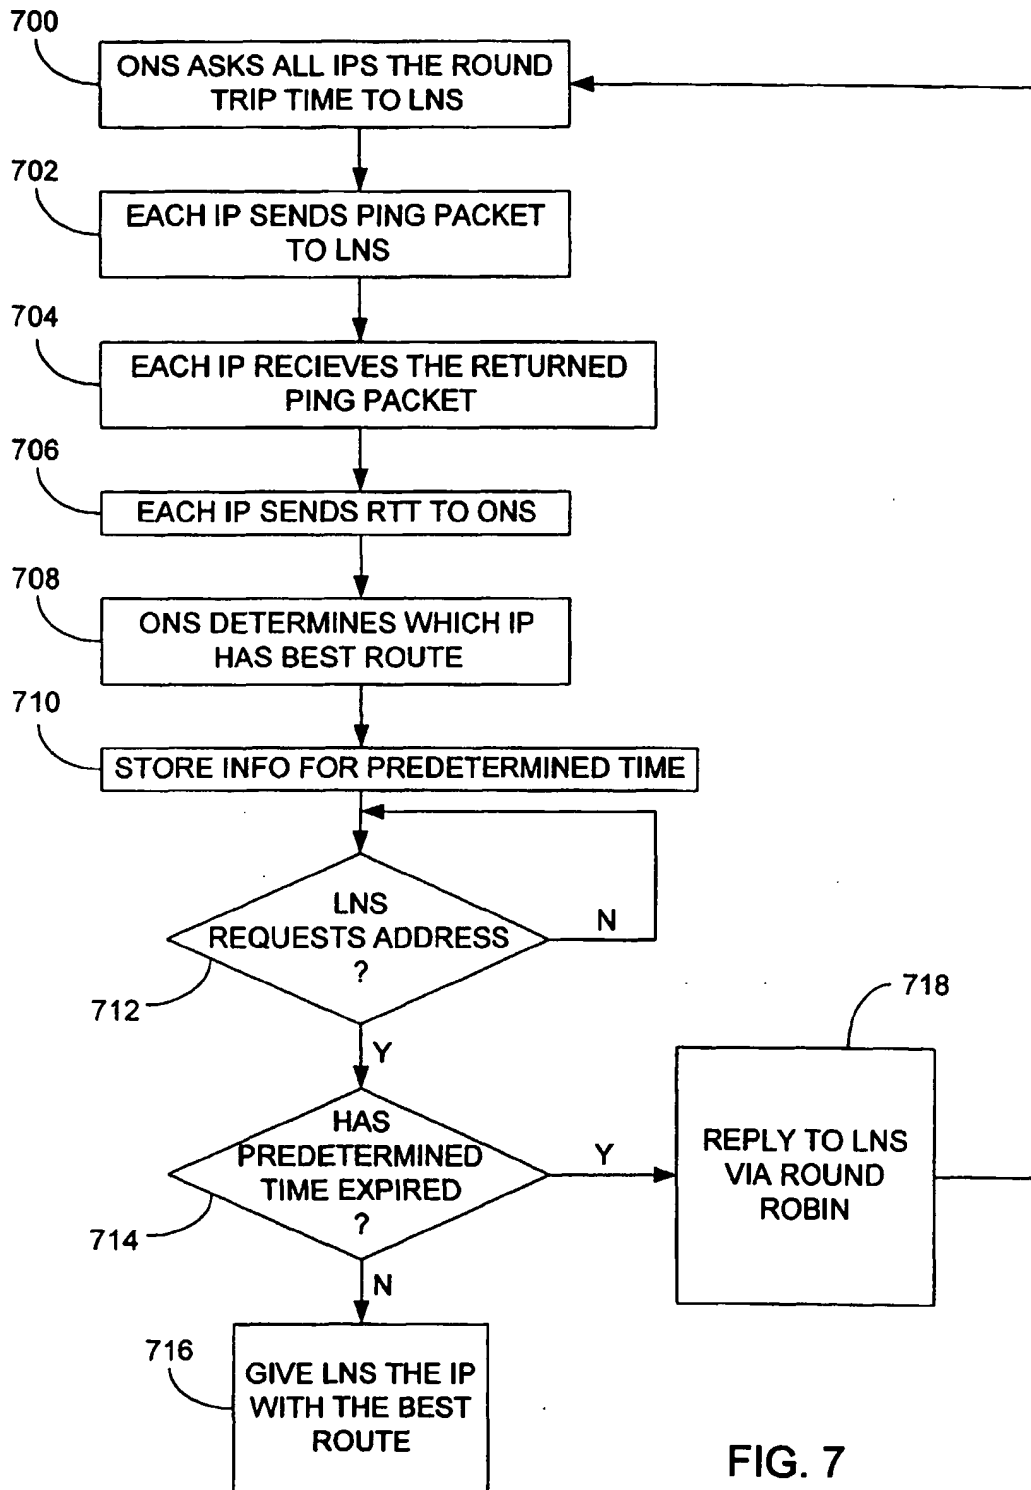 700
ONS ASKS ALL IPS THE ROUND
TRIP TIME TO LNS
702
EACH IP SENDS PING PACKET
TO LNS
704
EACH IP RECIEVES THE RETURNED
PING PACKET
706
EACH IP SENDS RTT TO ONS
708
ONS DETERMINES WHICH IP
HAS BEST ROUTE
710
STORE INFO FOR PREDETERMINED TIME
LNS
REQUESTS ADDRESS
?
N
712
Y
718
HAS
PREDETERMINED
TIME EXPIRED
?
Y
714
REPLY TO LNS
VIA ROUND
ROBIN
N
716
GIVE LNS THE IP
WITH THE BEST
ROUTE
FIG. 7